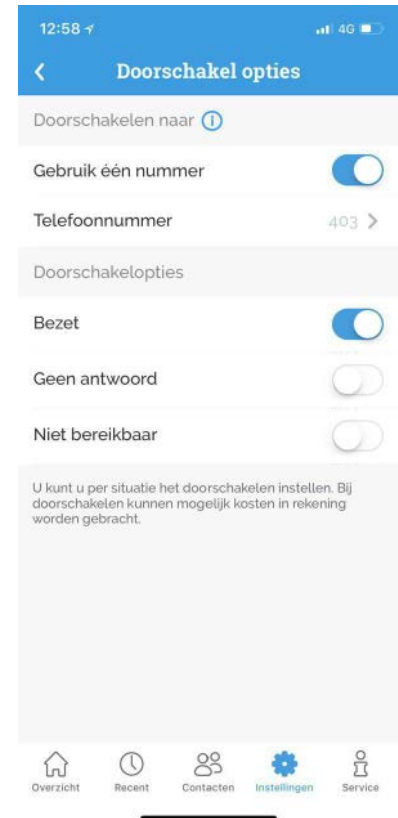 12:58 4G
Doorschakel opties
Doorschakelen naar
Gebruik één nummer
Telefoonnummer 403
Doorschakelopties
Bezet
Geen antwoord
Niet bereikbaar
U kunt u per situatie het doorschakelen instellen. Bij
doorschakelen kunnen mogelijk kosten in rekening
worden gebracht.
Overzicht Recent Contacten Instellingen Service